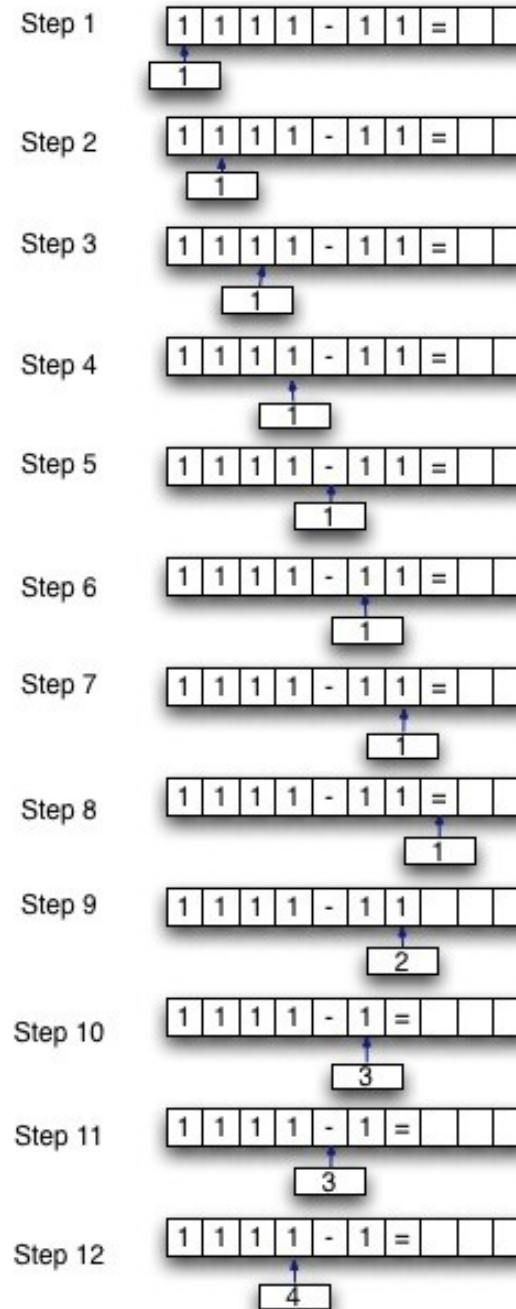 Step 1 1 1 1 1 - 1 1 =
1
Step 2 1 1 1 1 - 1 1 =
1
Step 3 1 1 1 1 - 1 1 =
1
Step 4 1 1 1 1 - 1 1 =
1
Step 5 1 1 1 1 - 1 1 =
1
Step 6 1 1 1 1 - 1 1 =
1
Step 7 1 1 1 1 - 1 1 =
1
Step 8 1 1 1 1 - 1 1 =
1
Step 9 1 1 1 1 - 1 1
2
Step 10 1 1 1 1 - 1 =
3
Step 11 1 1 1 1 - 1 =
3
Step 12 1 1 1 1 - 1 =
4